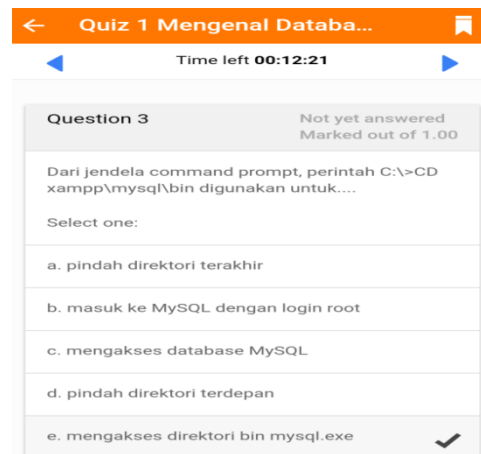 Quiz 1 Mengenal Databa...
Time left 00:12:21
Question 3
Not yet answered
Marked out of 1.00
Dari jendela command prompt, perintah C:\>CD
xampp\mysql\bin digunakan untuk....
Select one:
a. pindah direktori terakhir
b. masuk ke MySQL dengan login root
c. mengakses database MySQL
d. pindah direktori terdepan
e. mengakses direktori bin mysql.exe